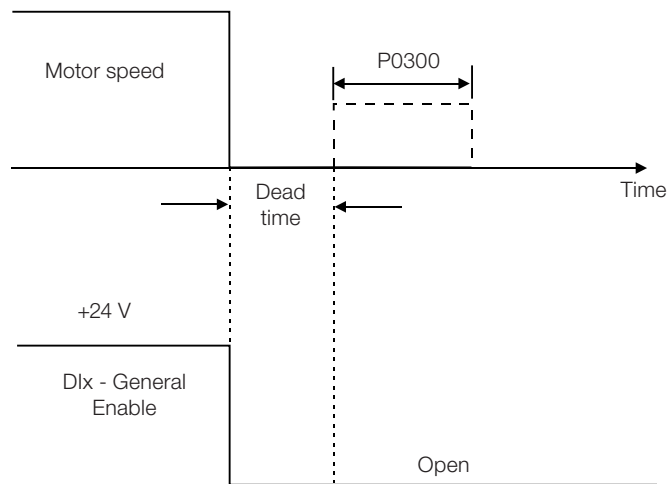 Motor speed
P0300
Time
Dead
time
+24 V
DIx - General
Enable
Open